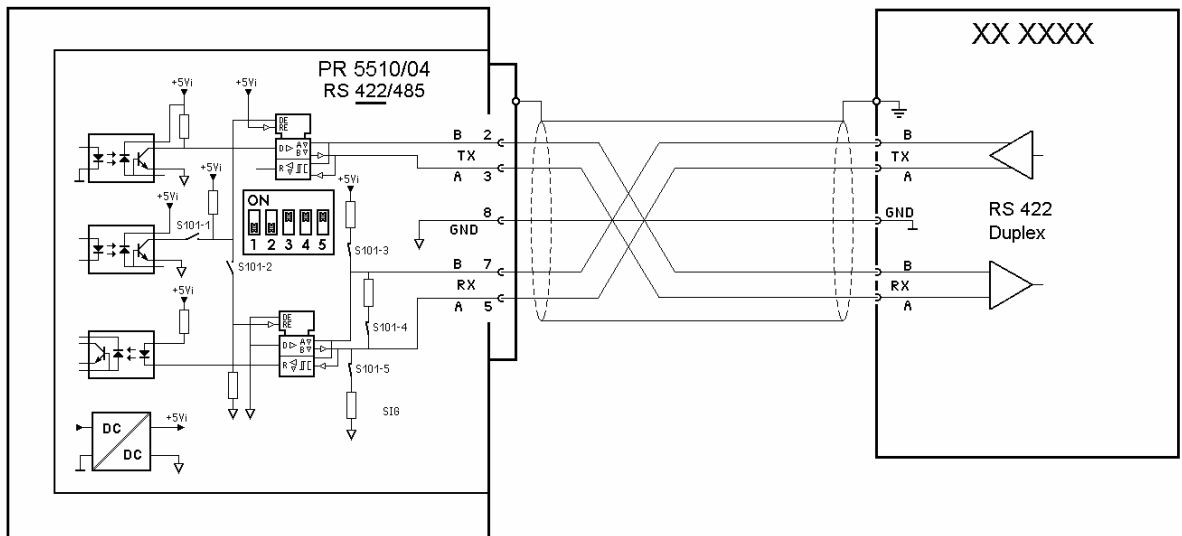 XX XXXX
PR 5510/04
RS 422/485
+5Vi
+5Vi
DE
RE
D
A
B
R
B 2
TX
A 3
B
TX
A
+5Vi
S101-1
+5Vi
ON
1 2 3 4 5
+5Vi
S101-3
8
GND
GND
RS 422
Duplex
S101-2
B 7
RX
A 5
B
RX
A
+5Vi
DE
RE
D
A
B
R
S101-4
S101-5
SIG
DC
DC
+5Vi